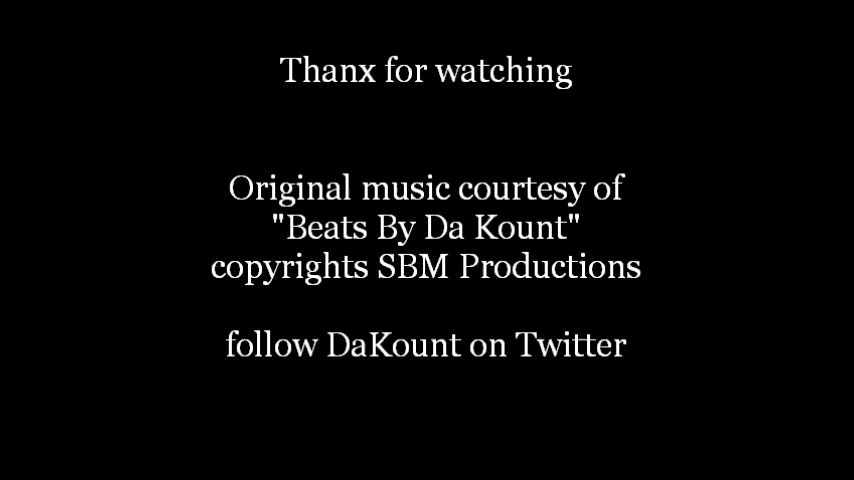 Thanx for watching
Original music courtesy of
"Beats By Da Kount"
copyrights SBM Productions
follow DaKount on Twitter